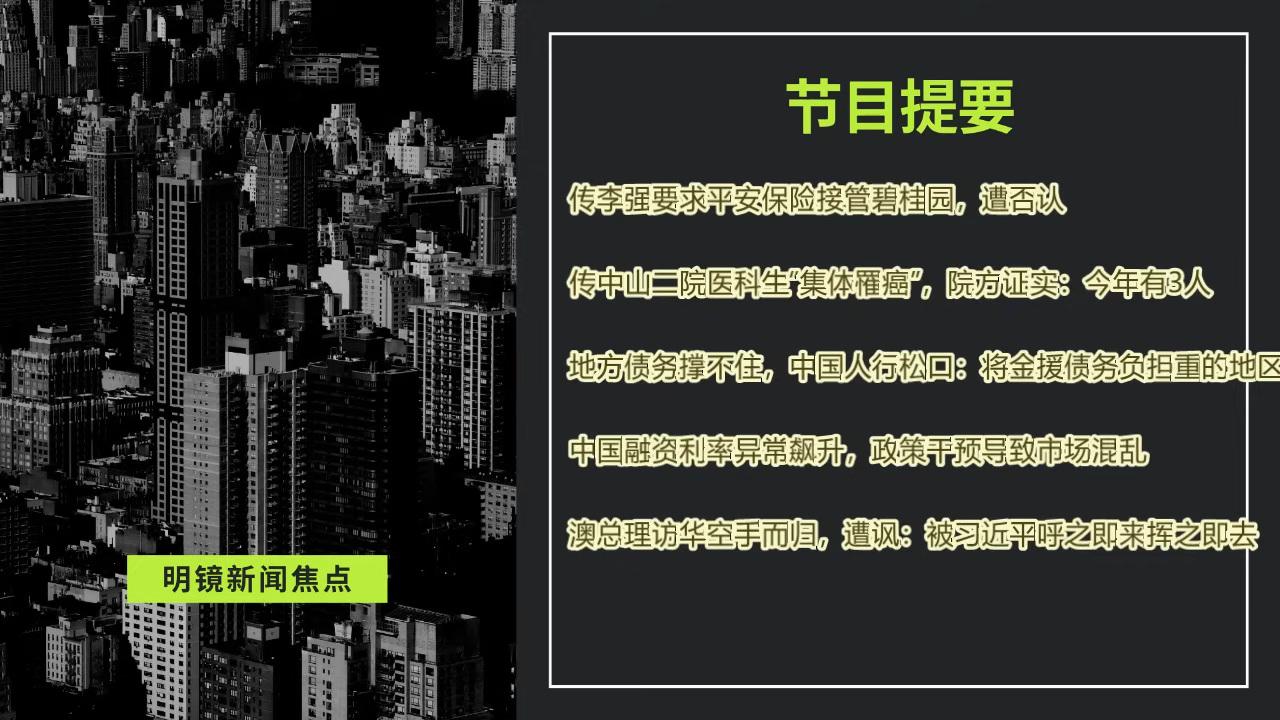 节目提要
传李强要求平安保险接管碧桂园，遭否认
传中山二院医科生“集体罹癌”，院方证实：今年有3人
地方债务撑不住，中国人行松口：将金援债务负担重的地区
中国融资利率异常飙升，政策干预导致市场混乱
澳总理访华空手而归，遭讽：被习近平呼之即来挥之即去
明镜新闻焦点